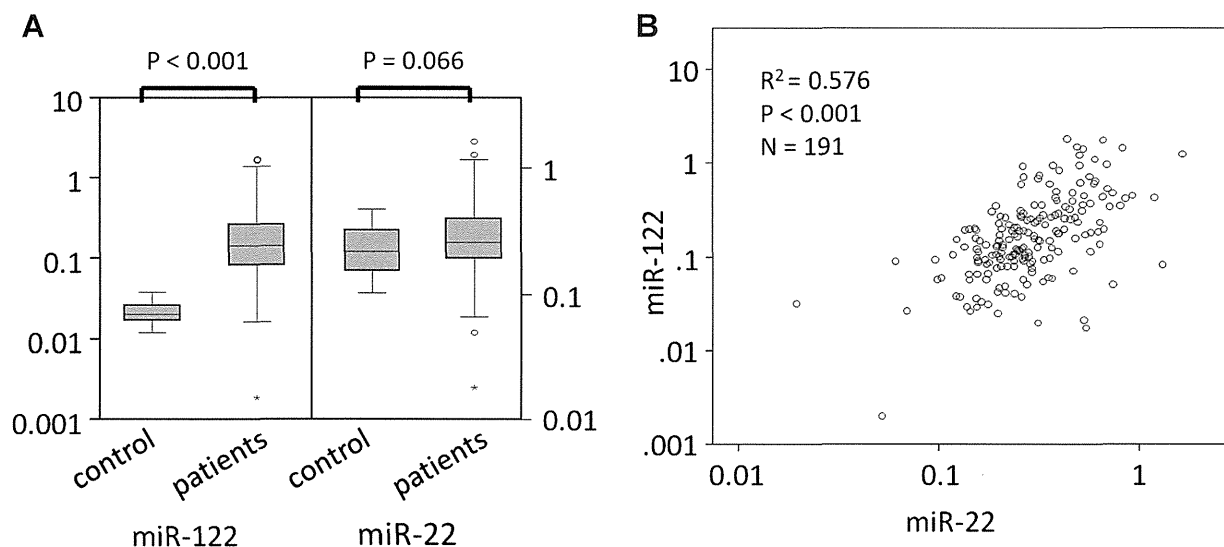 A
P < 0.001
P = 0.066
10
1
0.1
0.01
0.001
1
0.1
0.01
control
patients
control
patients
miR-122
miR-22
B
R² = 0.576
P < 0.001
N = 191
miR-122
10
1
.1
.01
.001
0.01
0.1
1
miR-22